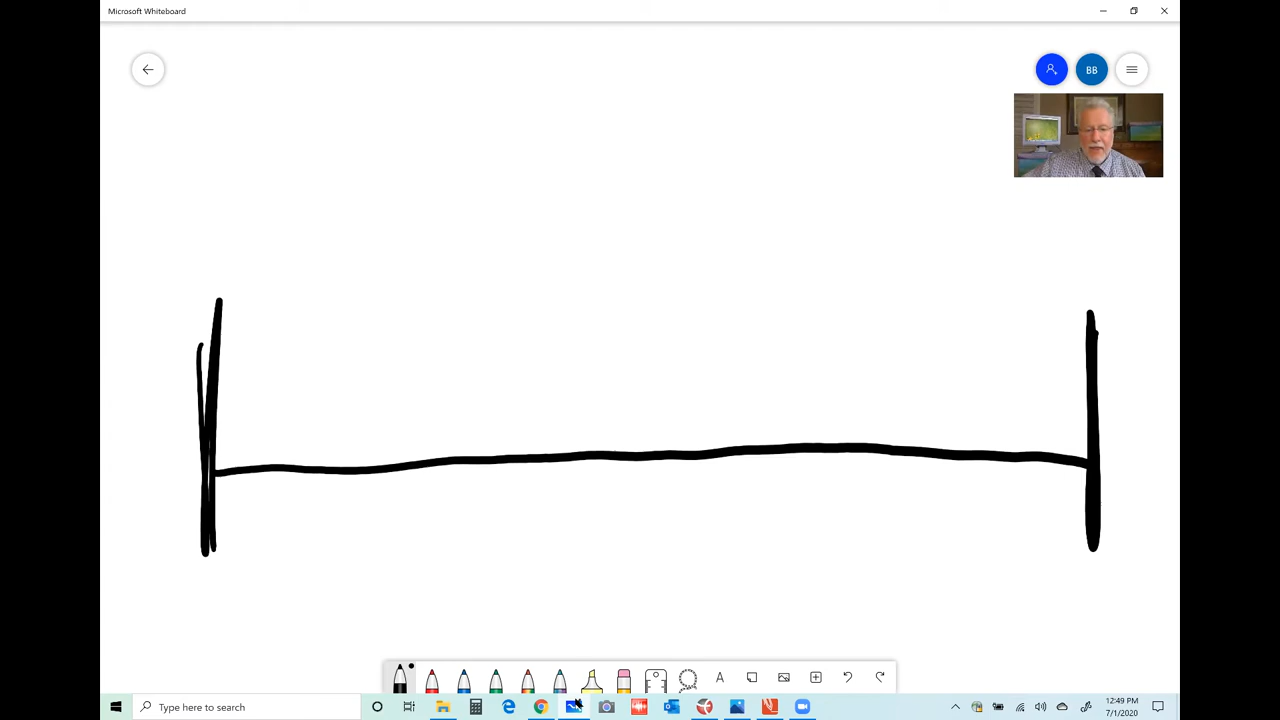 Microsoft Whiteboard
BB
A
Type here to search
12:49 PM
7/1/2020